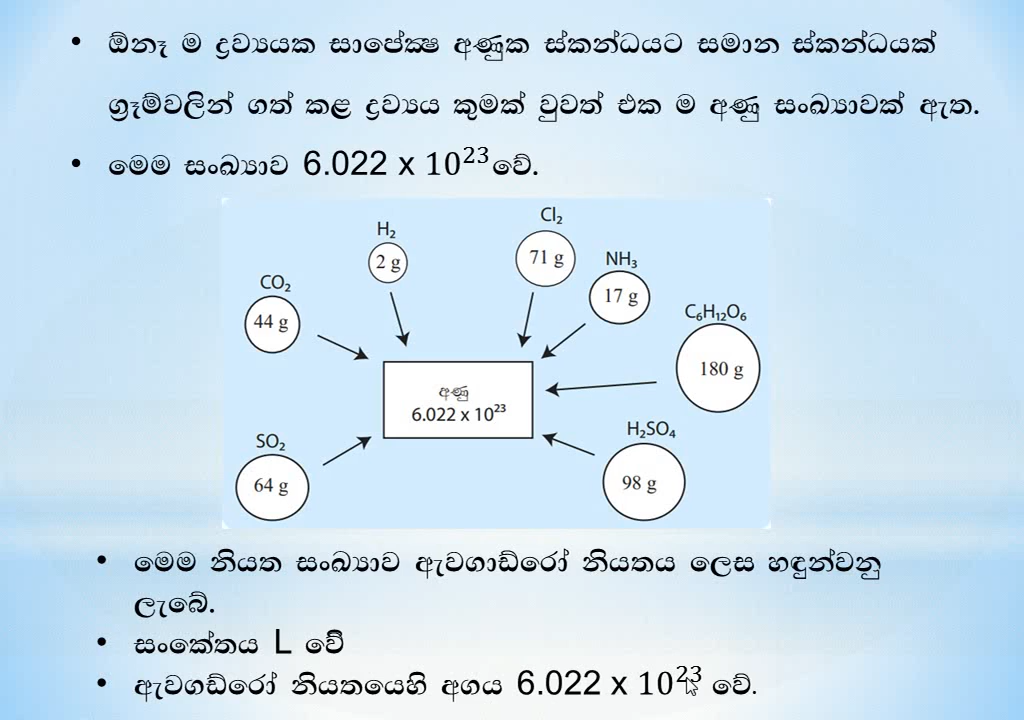 • ඕනෑ ම ද්‍රව්‍යයක සාපේක්ෂ අණුක ස්කන්ධයට සමාන ස්කන්ධයක්
ග්‍රෑම්වලින් ගත් කළ ද්‍රව්‍යය කුමක් වුවත් එක ම අණු සංඛ්‍යාවක් ඇත.
• මෙම සංඛ්‍යාව 6.022 x 10²³ වේ.
Cl₂
H₂
71 g
2 g
NH₃
17 g
CO₂
44 g
C₆H₁₂O₆
180 g
අණු
6.022 x 10²³
H₂SO₄
98 g
SO₂
64 g
• මෙම නියත සංඛ්‍යාව ඇවගාඩ්රෝ නියතය ලෙස හඳුන්වනු
ලැබේ.
• සංකේතය L වේ
• ඇවගඩ්රෝ නියතයෙහි අගය 6.022 x 10²³ වේ.